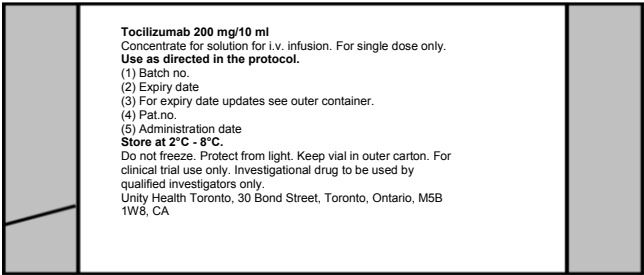 Tocilizumab 200 mg/10 ml
Concentrate for solution for i.v. infusion. For single dose only.
Use as directed in the protocol.
(1) Batch no.
(2) Expiry date
(3) For expiry date updates see outer container.
(4) Pat.no.
(5) Administration date
Store at 2°C - 8°C.
Do not freeze. Protect from light. Keep vial in outer carton. For
clinical trial use only. Investigational drug to be used by
qualified investigators only.
Unity Health Toronto, 30 Bond Street, Toronto, Ontario, M5B
1W8, CA